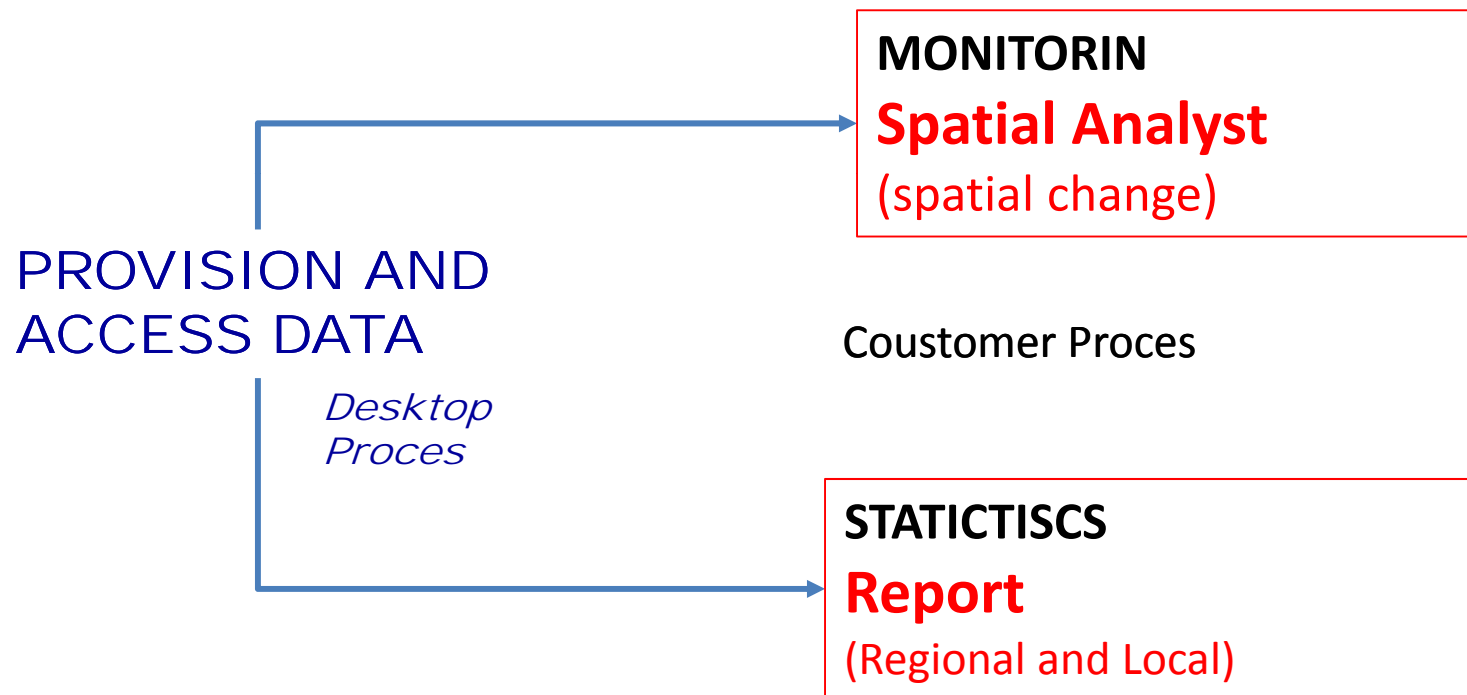 MONITORIN
Spatial Analyst
(spatial change)
PROVISION AND
ACCESS DATA
Coustomer Proces
Desktop
Proces
STATICTISCS
Report
(Regional and Local)